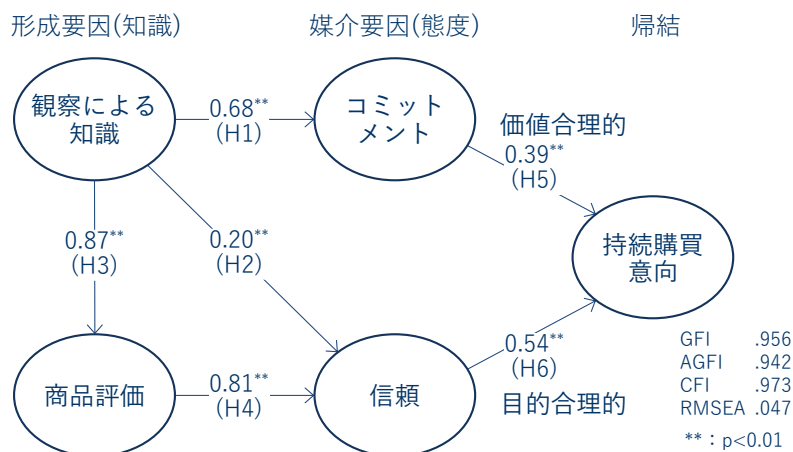 形成要因(知識)
媒介要因(態度)
帰結
観察による
知識
0.68**
(H1)
コミット
メント
価値合理的
0.39**
(H5)
0.87**
(H3)
0.20**
(H2)
持続購買
意向
商品評価
0.81**
(H4)
信頼
0.54**
(H6)
目的合理的
GFI .956
AGFI .942
CFI .973
RMSEA .047
**：p<0.01